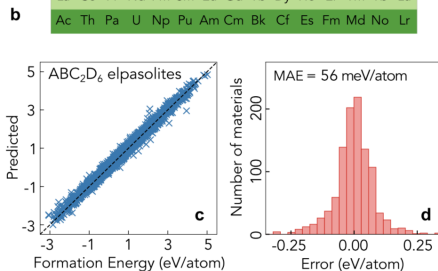 b
Ac Th Pa U Np Pu Am Cm Bk Cf Es Fm Md No Lr
5
3
1
-1
-3
Predicted
ABC2D6 elpasolites
c
-3 -1 1 3 5
Formation Energy (eV/atom)
200
100
0
Number of materials
MAE = 56 meV/atom
d
-0.25 0.00 0.25
Error (eV/atom)